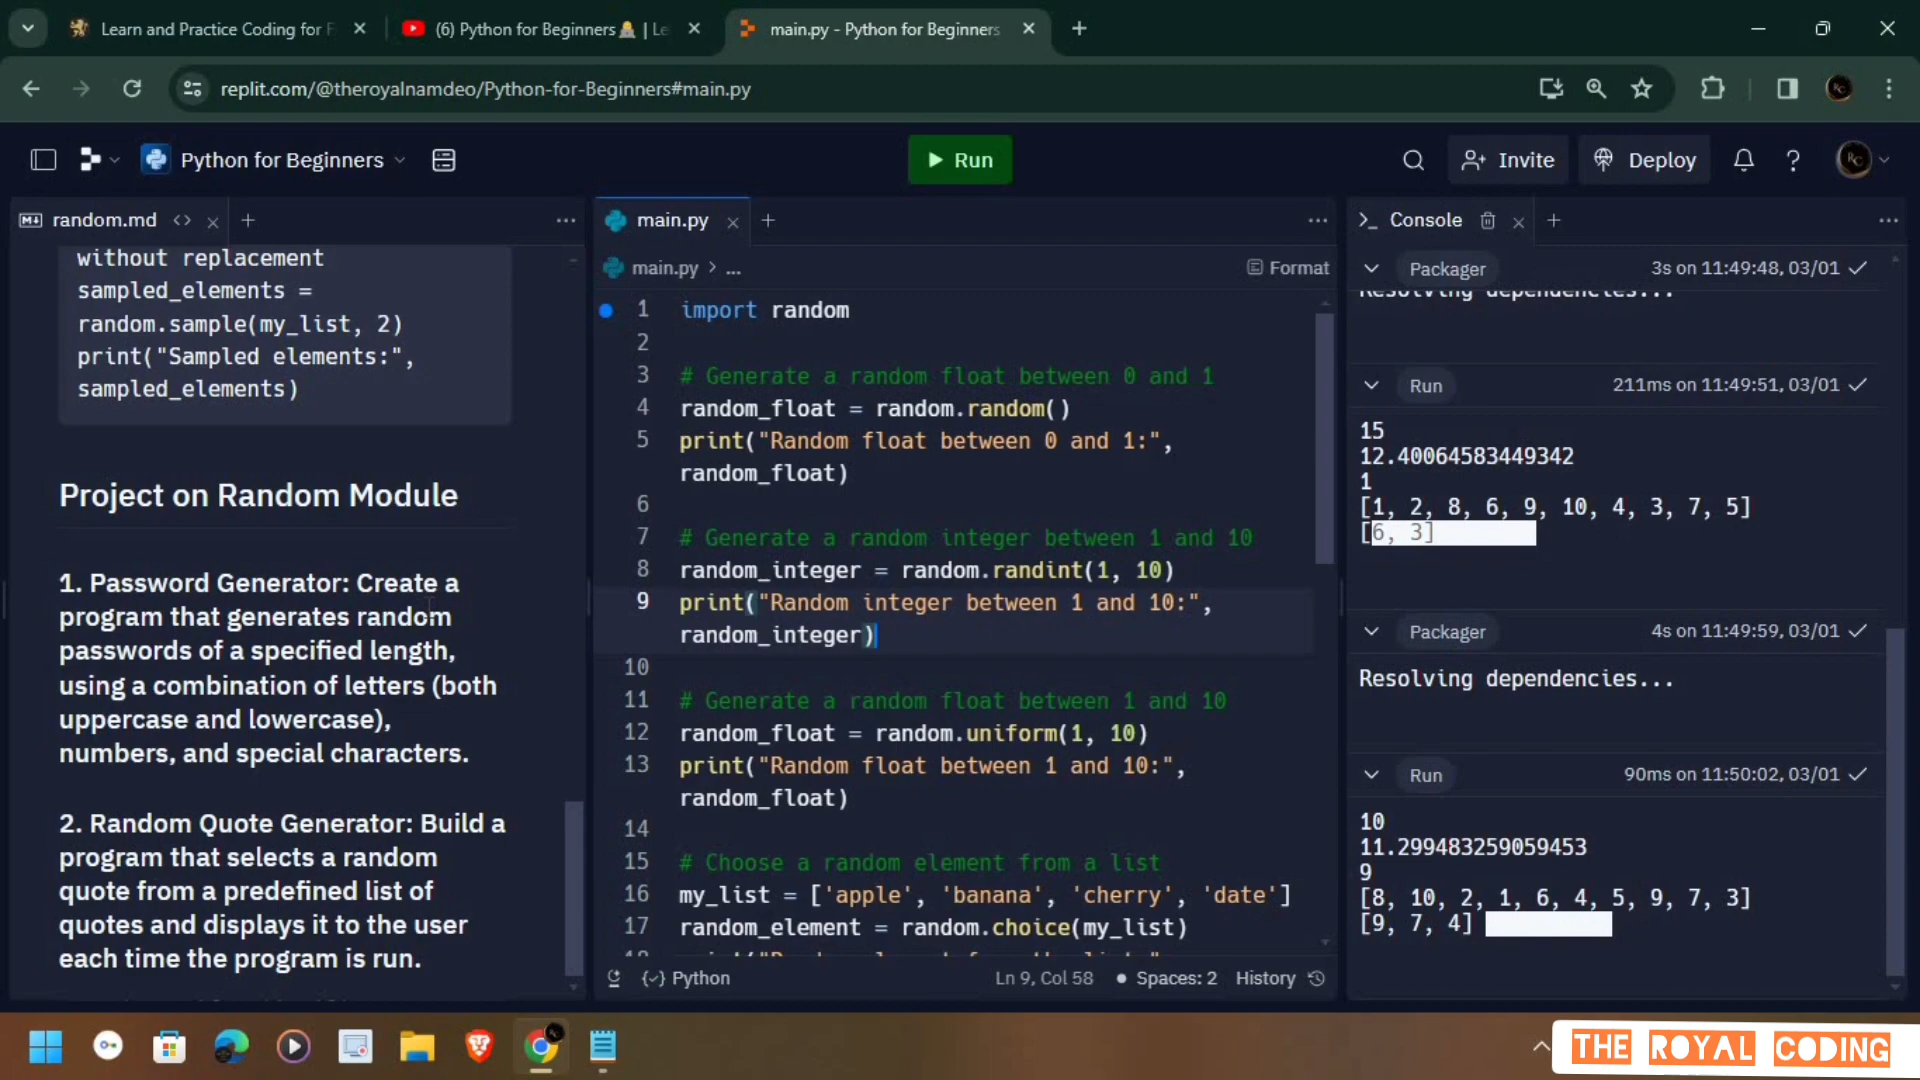 Learn and Practice Coding for F
(6) Python for Beginners | Le
main.py - Python for Beginners
replit.com/@theroyalnamdeo/Python-for-Beginners#main.py
Python for Beginners
Run
Invite
Deploy
random.md
without replacement
sampled_elements =
random.sample(my_list, 2)
print("Sampled elements:",
sampled_elements)
Project on Random Module
1. Password Generator: Create a
program that generates random
passwords of a specified length,
using a combination of letters (both
uppercase and lowercase),
numbers, and special characters.
2. Random Quote Generator: Build a
program that selects a random
quote from a predefined list of
quotes and displays it to the user
each time the program is run.
main.py
main.py > ...
Format
1 import random
2
3 # Generate a random float between 0 and 1
4 random_float = random.random()
5 print("Random float between 0 and 1:",
random_float)
6
7 # Generate a random integer between 1 and 10
8 random_integer = random.randint(1, 10)
9 print("Random integer between 1 and 10:",
random_integer)
10
11 # Generate a random float between 1 and 10
12 random_float = random.uniform(1, 10)
13 print("Random float between 1 and 10:",
random_float)
14
15 # Choose a random element from a list
16 my_list = ['apple', 'banana', 'cherry', 'date']
17 random_element = random.choice(my_list)
Python
Ln 9, Col 58
Spaces: 2
History
Console
Packager
3s on 11:49:48, 03/01
Resolving dependencies...
Run
211ms on 11:49:51, 03/01
15
12.40064583449342
1
[1, 2, 8, 6, 9, 10, 4, 3, 7, 5]
[6, 3]
Packager
4s on 11:49:59, 03/01
Resolving dependencies...
Run
90ms on 11:50:02, 03/01
10
11.299483259059453
9
[8, 10, 2, 1, 6, 4, 5, 9, 7, 3]
[9, 7, 4]
THE ROYAL CODING